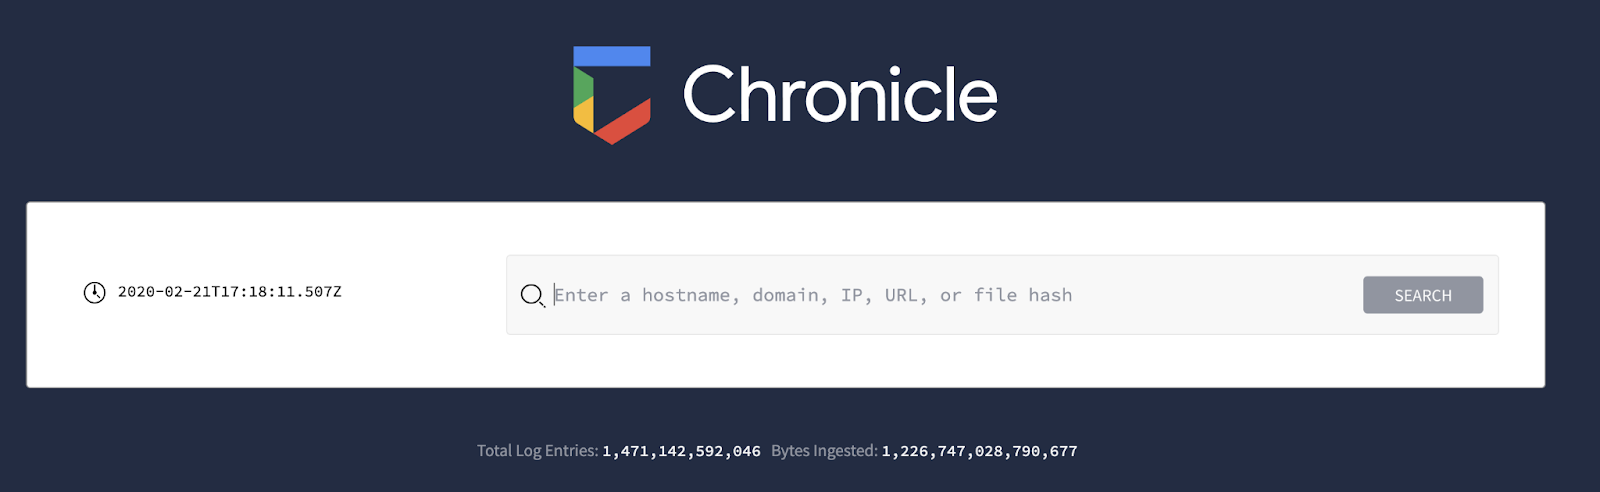 Chronicle
2020-02-21T17:18:11.507Z
Enter a hostname, domain, IP, URL, or file hash
SEARCH
Total Log Entries: 1,471,142,592,046 Bytes Ingested: 1,226,747,028,790,677